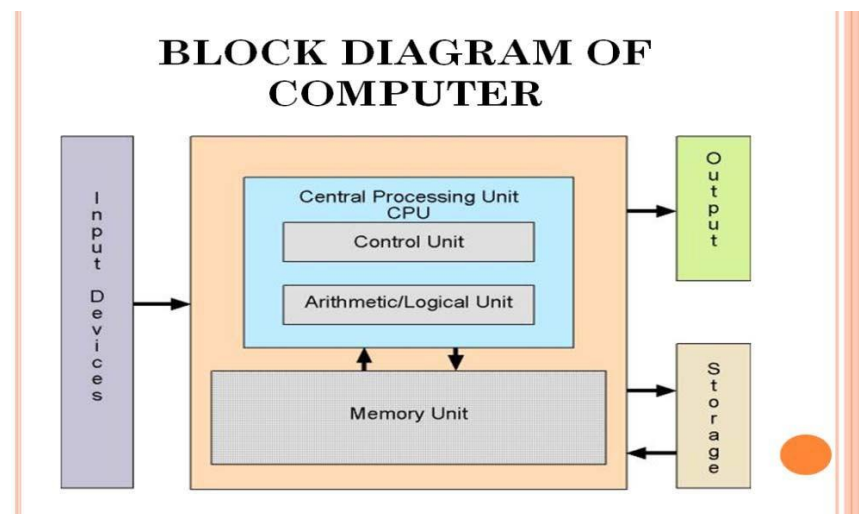 BLOCK DIAGRAM OF
COMPUTER
Input Devices
Central Processing Unit
CPU
Control Unit
Arithmetic/Logical Unit
Memory Unit
Output
Storage